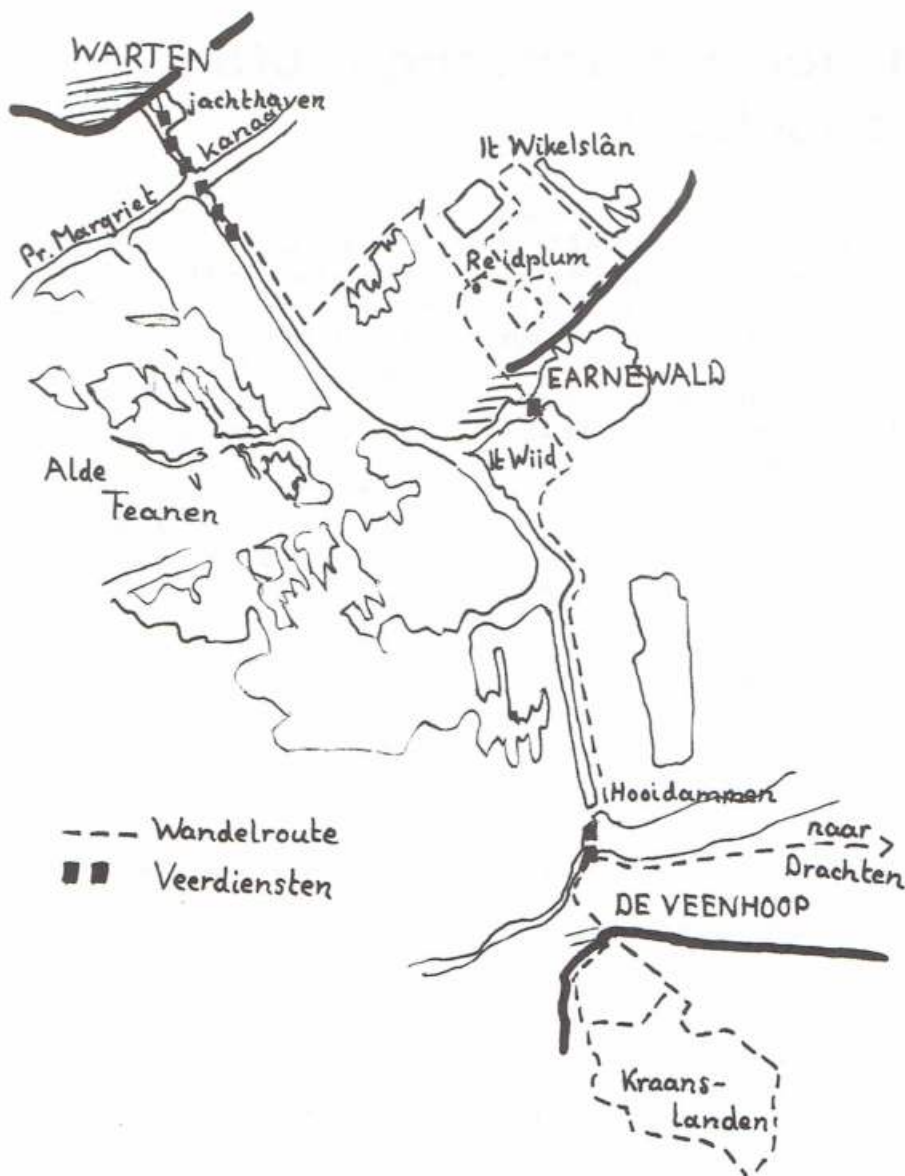 WARTEN
jachthaven
kanaal
Pr. Margriet
It Wikelslân
Reidplum
EARNEWALD
It Wiid
Alde
Feanen
Hooidammen
--- Wandelroute
Veerdiensten
naar
Drachten
DE VEENHOOP
Kraans-
landen